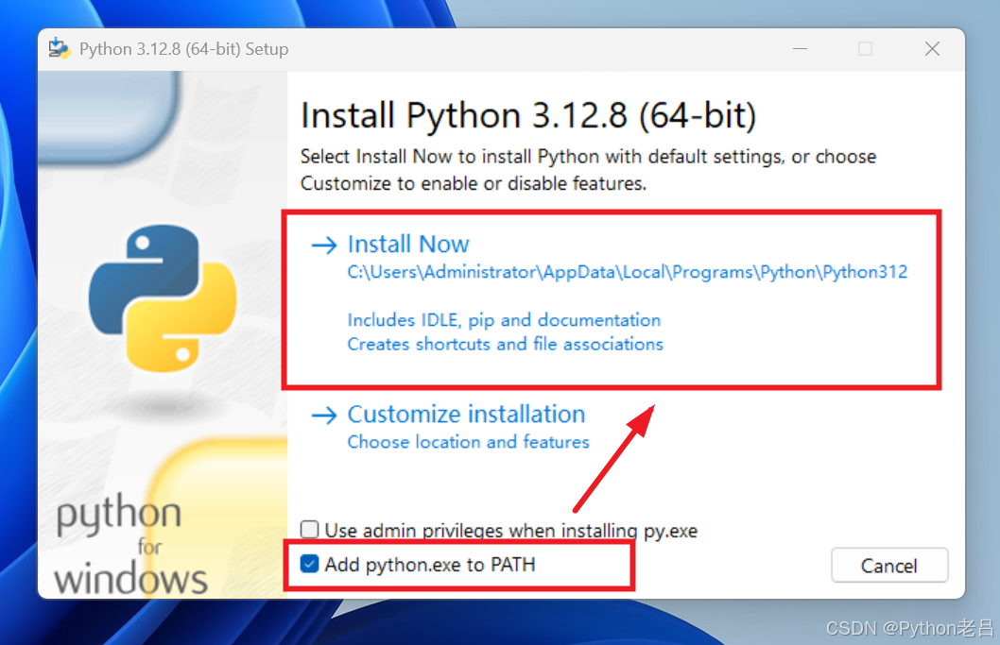 Python 3.12.8 (64-bit) Setup
Install Python 3.12.8 (64-bit)
Select Install Now to install Python with default settings, or choose
Customize to enable or disable features.
Install Now
C:\Users\Administrator\AppData\Local\Programs\Python\Python312
Includes IDLE, pip and documentation
Creates shortcuts and file associations
Customize installation
Choose location and features
python
for
windows
Use admin privileges when installing py.exe
Add python.exe to PATH
Cancel
CSDN @Python老吕